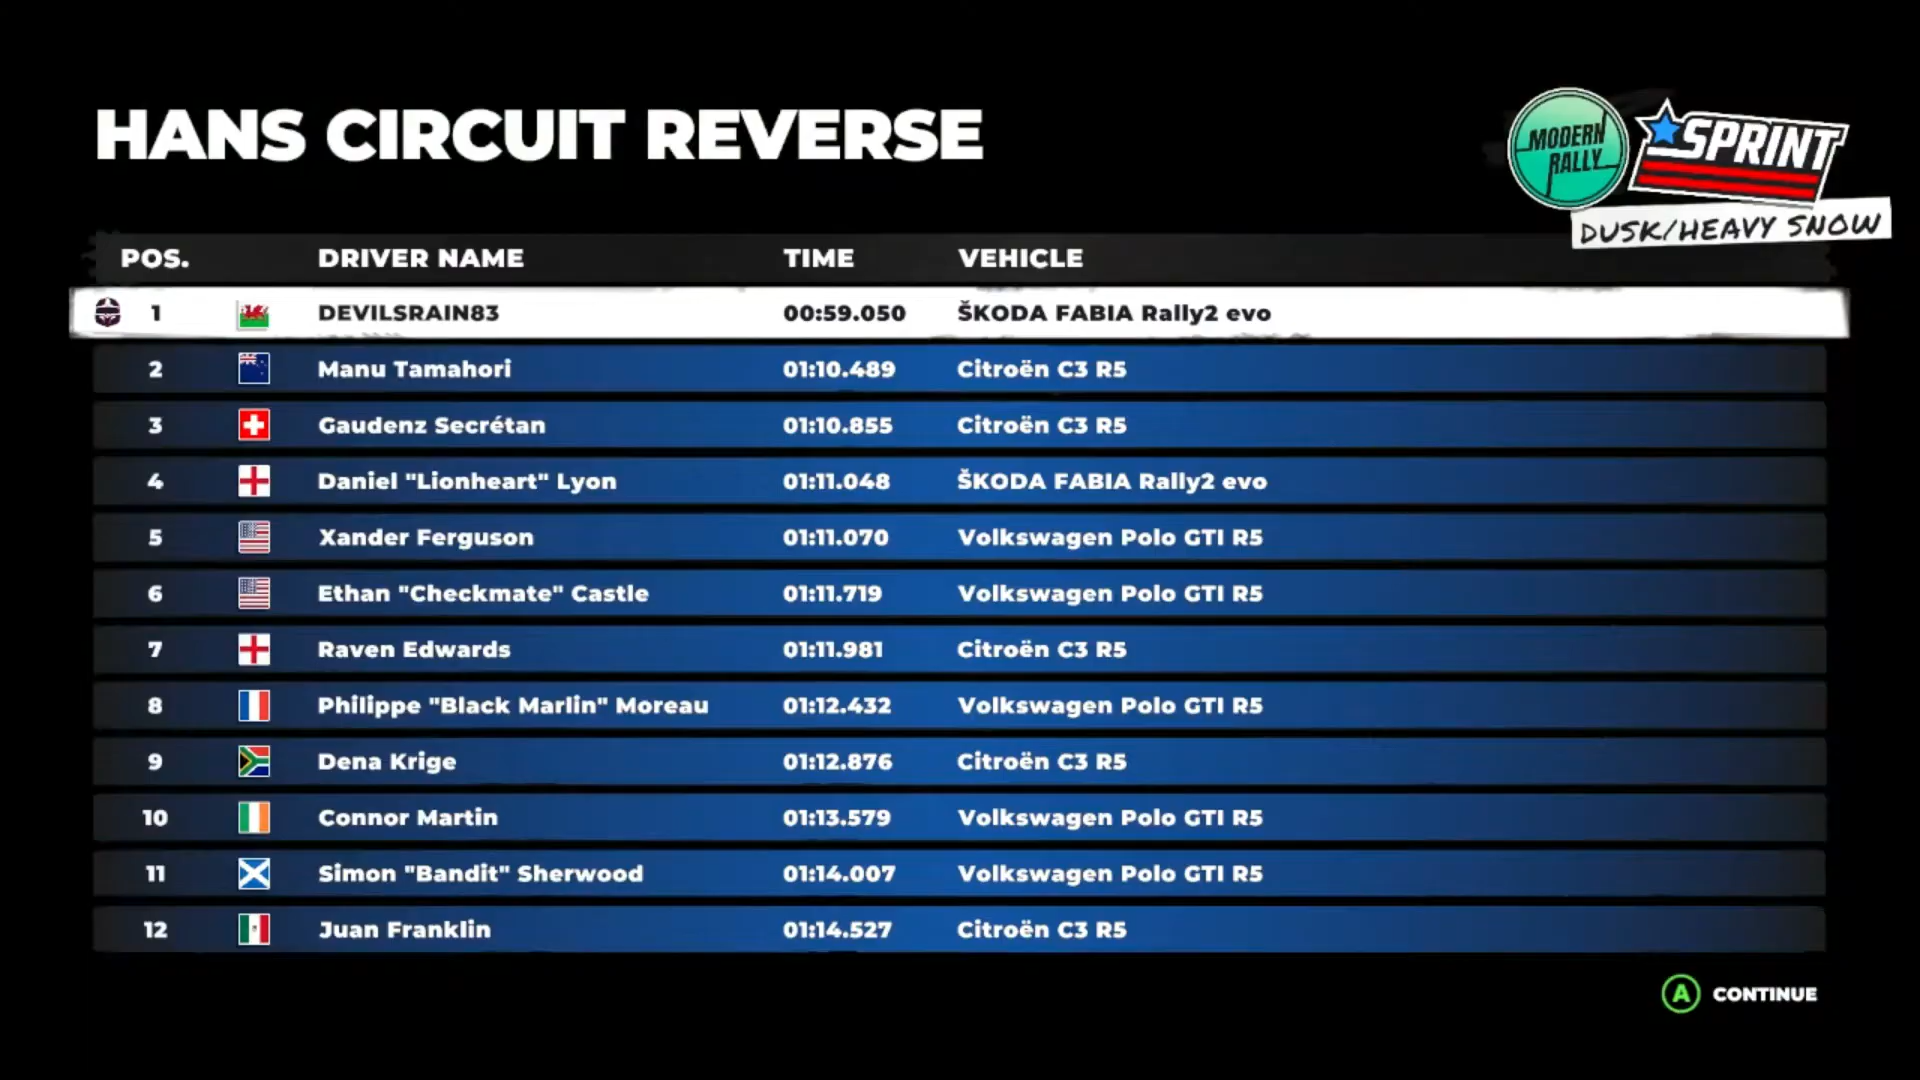 HANS CIRCUIT REVERSE
MODERN
RALLY
SPRINT
DUSK/HEAVY SNOW
POS. DRIVER NAME TIME VEHICLE
1 DEVILSRAIN83 00:59.050 ŠKODA FABIA Rally2 evo
2 Manu Tamahori 01:10.489 Citroën C3 R5
3 Gaudenz Secrétan 01:10.855 Citroën C3 R5
4 Daniel "Lionheart" Lyon 01:11.048 ŠKODA FABIA Rally2 evo
5 Xander Ferguson 01:11.070 Volkswagen Polo GTI R5
6 Ethan "Checkmate" Castle 01:11.719 Volkswagen Polo GTI R5
7 Raven Edwards 01:11.981 Citroën C3 R5
8 Philippe "Black Marlin" Moreau 01:12.432 Volkswagen Polo GTI R5
9 Dena Krige 01:12.876 Citroën C3 R5
10 Connor Martin 01:13.579 Volkswagen Polo GTI R5
11 Simon "Bandit" Sherwood 01:14.007 Volkswagen Polo GTI R5
12 Juan Franklin 01:14.527 Citroën C3 R5
A CONTINUE